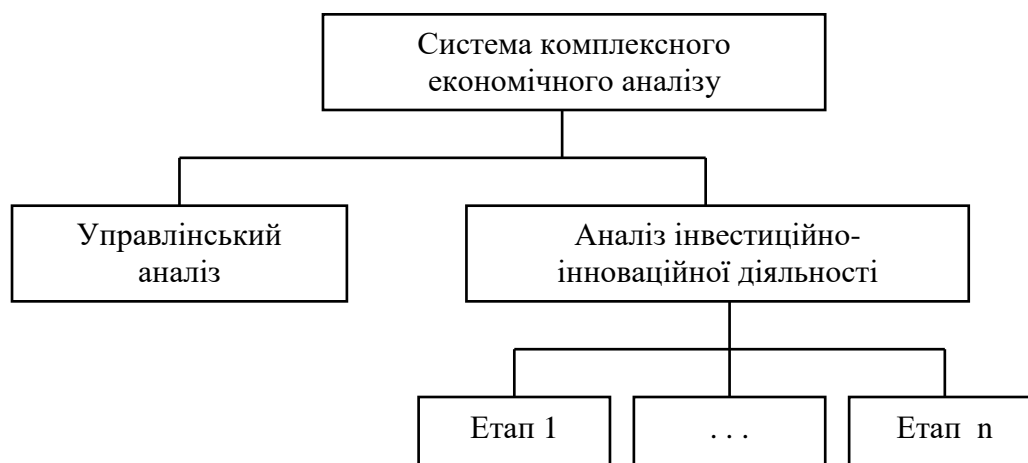 Система комплексного
економічного аналізу
Управлінський
аналіз
Аналіз інвестиційно-
інноваційної діяльності
Етап 1
. . .
Етап n